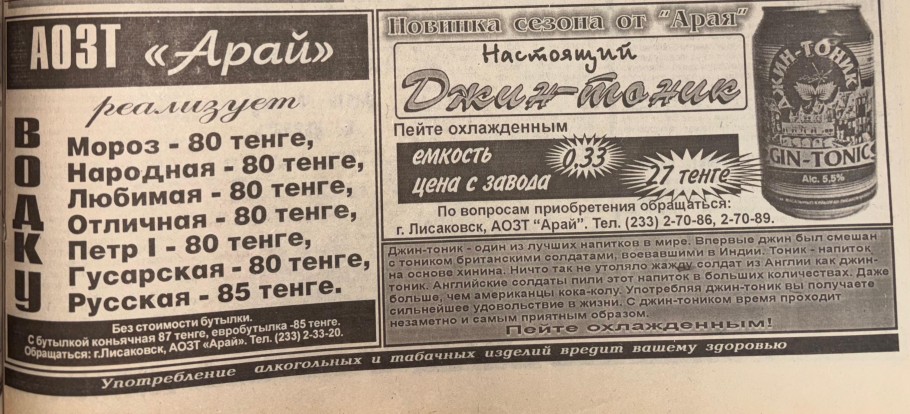 АОЗТ «Арай»
реализует
ВОДКУ
Мороз - 80 тенге,
Народная - 80 тенге,
Любимая - 80 тенге,
Отличная - 80 тенге,
Петр I - 80 тенге,
Гусарская - 80 тенге,
Русская - 85 тенге.
Без стоимости бутылки.
С бутылкой коньячная 87 тенге, евробутылка -85 тенге.
Обращаться: г.Лисаковск, АОЗТ «Арай». Тел. (233) 2-33-20.
Новинка сезона от "Арая"
Настоящий
Джин-тоник
Пейте охлажденным
емкость 0,33
цена с завода 27 тенге
ДЖИН-ТОНИК
GIN-TONIC
Alc. 5,5%
По вопросам приобретения обращаться:
г. Лисаковск, АОЗТ "Арай". Тел. (233) 2-70-86, 2-70-89.
Джин-тоник - один из лучших напитков в мире. Впервые джин был смешан
с тоником британскими солдатами, воевавшими в Индии. Тоник - напиток
на основе хинина. Ничто так не утоляло жажду солдат из Англии как джин-
тоник. Английские солдаты пили этот напиток в больших количествах. Даже
больше, чем американцы кока-колу. Употребляя джин-тоник вы получаете
сильнейшее удовольствие в жизни. С джин-тоником время проходит
незаметно и самым приятным образом.
Пейте охлажденным!
Употребление алкогольных и табачных изделий вредит вашему здоровью